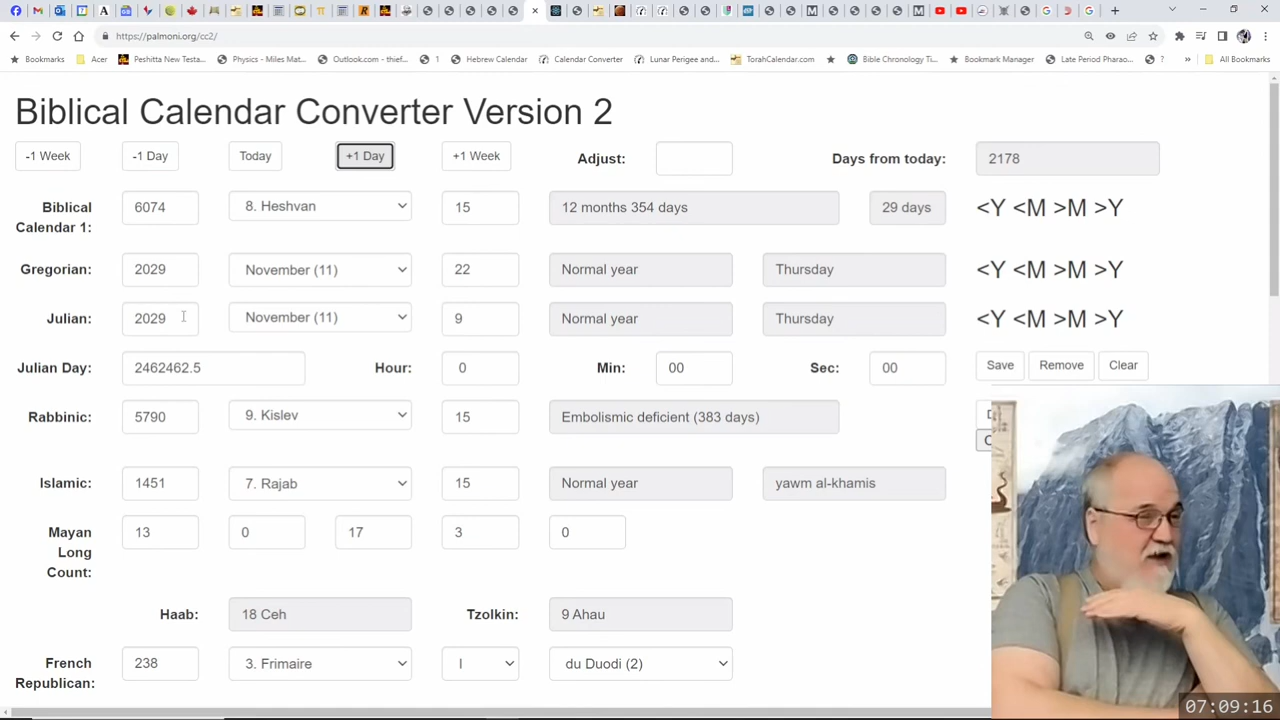 https://palmoni.org/cc2/
Bookmarks Acer Peshitta New Testa... Physics - Miles Mat... Outlook.com - thief... 1 Hebrew Calendar Calendar Converter Lunar Perigee and... TorahCalendar.com Bible Chronology Ti... Bookmark Manager Late Period Pharao... ? » All Bookmarks
Biblical Calendar Converter Version 2
-1 Week -1 Day Today +1 Day +1 Week Adjust: Days from today: 2178
Biblical Calendar 1: 6074 8. Heshvan 15 12 months 354 days 29 days <Y <M >M >Y
Gregorian: 2029 November (11) 22 Normal year Thursday <Y <M >M >Y
Julian: 2029 November (11) 9 Normal year Thursday <Y <M >M >Y
Julian Day: 2462462.5 Hour: 0 Min: 00 Sec: 00 Save Remove Clear
Rabbinic: 5790 9. Kislev 15 Embolismic deficient (383 days)
Islamic: 1451 7. Rajab 15 Normal year yawm al-khamis
Mayan Long Count: 13 0 17 3 0
Haab: 18 Ceh Tzolkin: 9 Ahau
French Republican: 238 3. Frimaire I du Duodi (2)
07:09:16